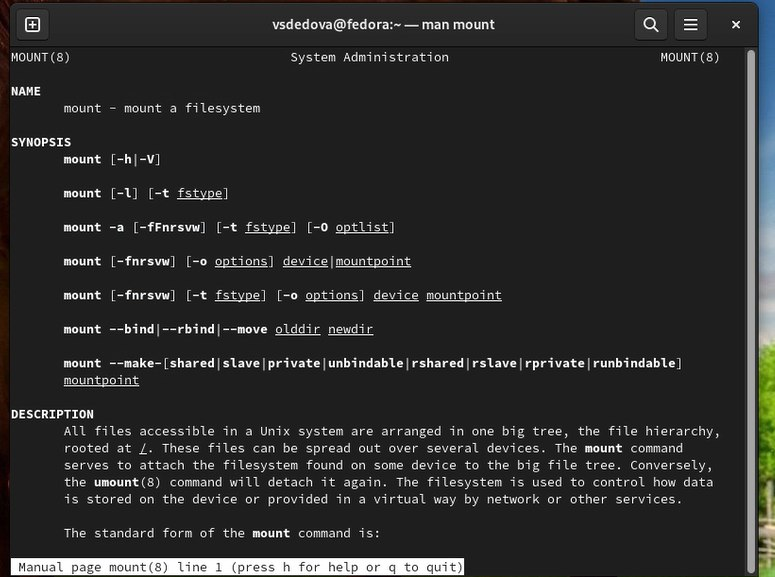 vsdedova@fedora:~ — man mount
MOUNT(8) System Administration MOUNT(8)
NAME
mount - mount a filesystem
SYNOPSIS
mount [-h|-V]
mount [-l] [-t fstype]
mount -a [-fFnrsvw] [-t fstype] [-O optlist]
mount [-fnrsvw] [-o options] device|mountpoint
mount [-fnrsvw] [-t fstype] [-o options] device mountpoint
mount --bind|--rbind|--move olddir newdir
mount --make-[shared|slave|private|unbindable|rshared|rslave|rprivate|runbindable]
mountpoint
DESCRIPTION
All files accessible in a Unix system are arranged in one big tree, the file hierarchy,
rooted at /. These files can be spread out over several devices. The mount command
serves to attach the filesystem found on some device to the big file tree. Conversely,
the umount(8) command will detach it again. The filesystem is used to control how data
is stored on the device or provided in a virtual way by network or other services.
The standard form of the mount command is:
Manual page mount(8) line 1 (press h for help or q to quit)